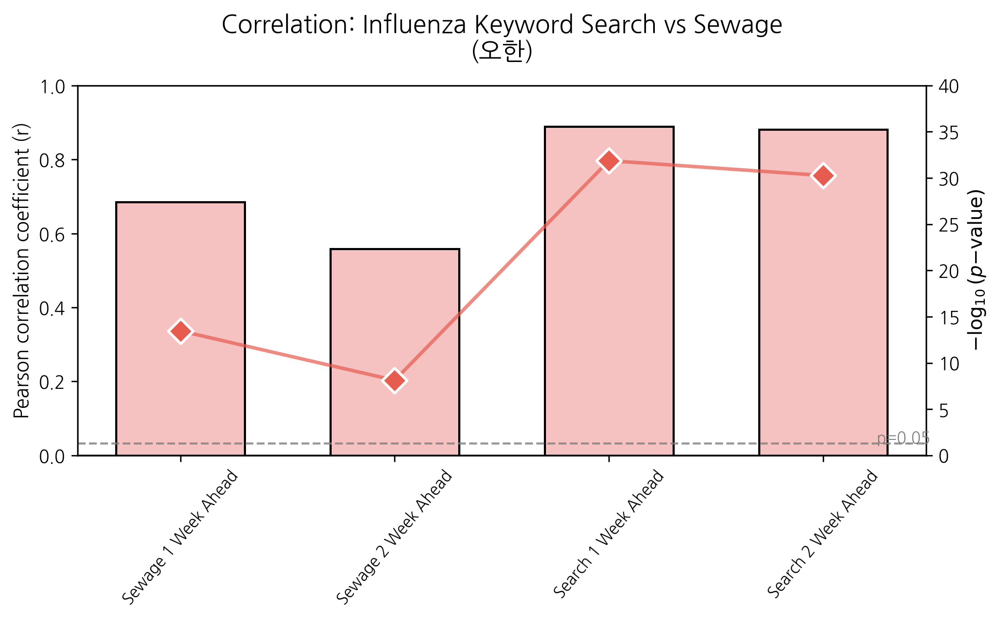 Correlation: Influenza Keyword Search vs Sewage
(오한)
Pearson correlation coefficient (r)
1.0
0.8
0.6
0.4
0.2
0.0
40
35
30
25
20
15
10
5
0
−log₁₀(p−value)
p=0.05
Sewage 1 Week Ahead
Sewage 2 Week Ahead
Search 1 Week Ahead
Search 2 Week Ahead